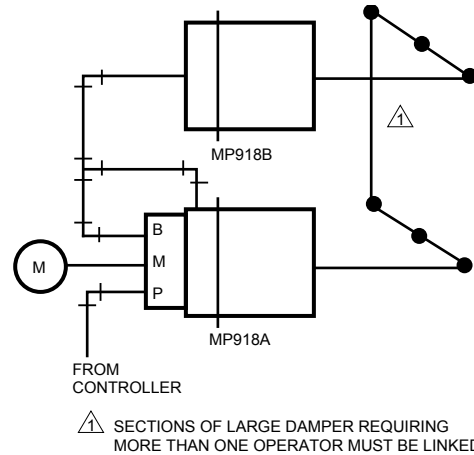 1
MP918B
B
M
M
P
MP918A
FROM
CONTROLLER
1 SECTIONS OF LARGE DAMPER REQUIRING
MORE THAN ONE OPERATOR MUST BE LINKED